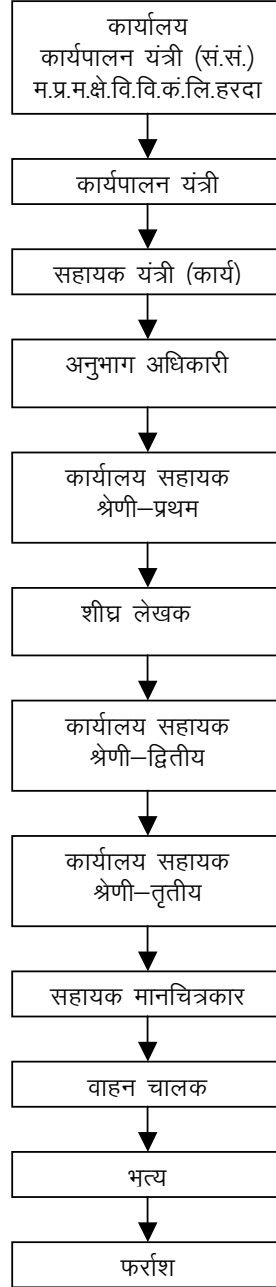 कार्यालय
कार्यपालन यंत्री (सं.सं.)
म.प्र.म.क्षे.वि.वि.कं.लि.हरदा
कार्यपालन यंत्री
सहायक यंत्री (कार्य)
अनुभाग अधिकारी
कार्यालय सहायक
श्रेणी–प्रथम
शीघ्र लेखक
कार्यालय सहायक
श्रेणी–द्वितीय
कार्यालय सहायक
श्रेणी–तृतीय
सहायक मानचित्रकार
वाहन चालक
भृत्य
फर्राश